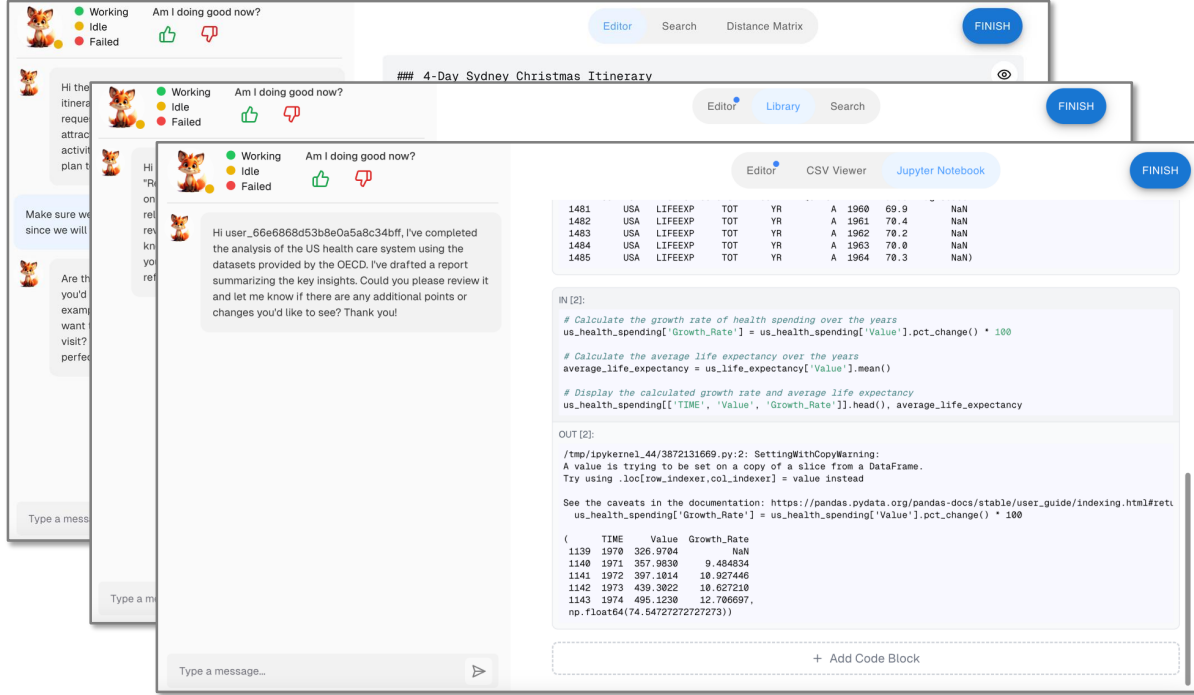 Working
Idle
Failed
Am I doing good now?
Editor
Search
Distance Matrix
FINISH
### 4-Day Sydney Christmas Itinerary
Hi the
itinera
reque
attrac
activit
plan t
Make sure we
since we will
Are th
you'd
examp
want
visit?
perfec
Type a mess
Working
Idle
Failed
Am I doing good now?
Editor
Library
Search
FINISH
Hi
"Re
on
rel
rev
kn
you
ref
Type a me
Working
Idle
Failed
Am I doing good now?
Editor
CSV Viewer
Jupyter Notebook
FINISH
Hi user_66e6868d53b8e0a5a8c34bff, I've completed
the analysis of the US health care system using the
datasets provided by the OECD. I've drafted a report
summarizing the key insights. Could you please review it
and let me know if there are any additional points or
changes you'd like to see? Thank you!
Type a message...
1481 USA LIFEEXP TOT YR A 1960 69.9 NaN
1482 USA LIFEEXP TOT YR A 1961 70.4 NaN
1483 USA LIFEEXP TOT YR A 1962 70.2 NaN
1484 USA LIFEEXP TOT YR A 1963 70.0 NaN
1485 USA LIFEEXP TOT YR A 1964 70.3 NaN)
IN [2]:
# Calculate the growth rate of health spending over the years
us_health_spending['Growth_Rate'] = us_health_spending['Value'].pct_change() * 100
# Calculate the average life expectancy over the years
average_life_expectancy = us_life_expectancy['Value'].mean()
# Display the calculated growth rate and average life expectancy
us_health_spending[['TIME', 'Value', 'Growth_Rate']].head(), average_life_expectancy
OUT [2]:
/tmp/ipykernel_44/3872131669.py:2: SettingWithCopyWarning:
A value is trying to be set on a copy of a slice from a DataFrame.
Try using .loc[row_indexer,col_indexer] = value instead
See the caveats in the documentation: https://pandas.pydata.org/pandas-docs/stable/user_guide/indexing.html#retu
us_health_spending['Growth_Rate'] = us_health_spending['Value'].pct_change() * 100
( TIME Value Growth_Rate
1139 1970 326.9704 NaN
1140 1971 357.9830 9.484834
1141 1972 397.1014 10.927446
1142 1973 439.3022 10.627210
1143 1974 495.1230 12.706697,
np.float64(74.54727272727273))
+ Add Code Block